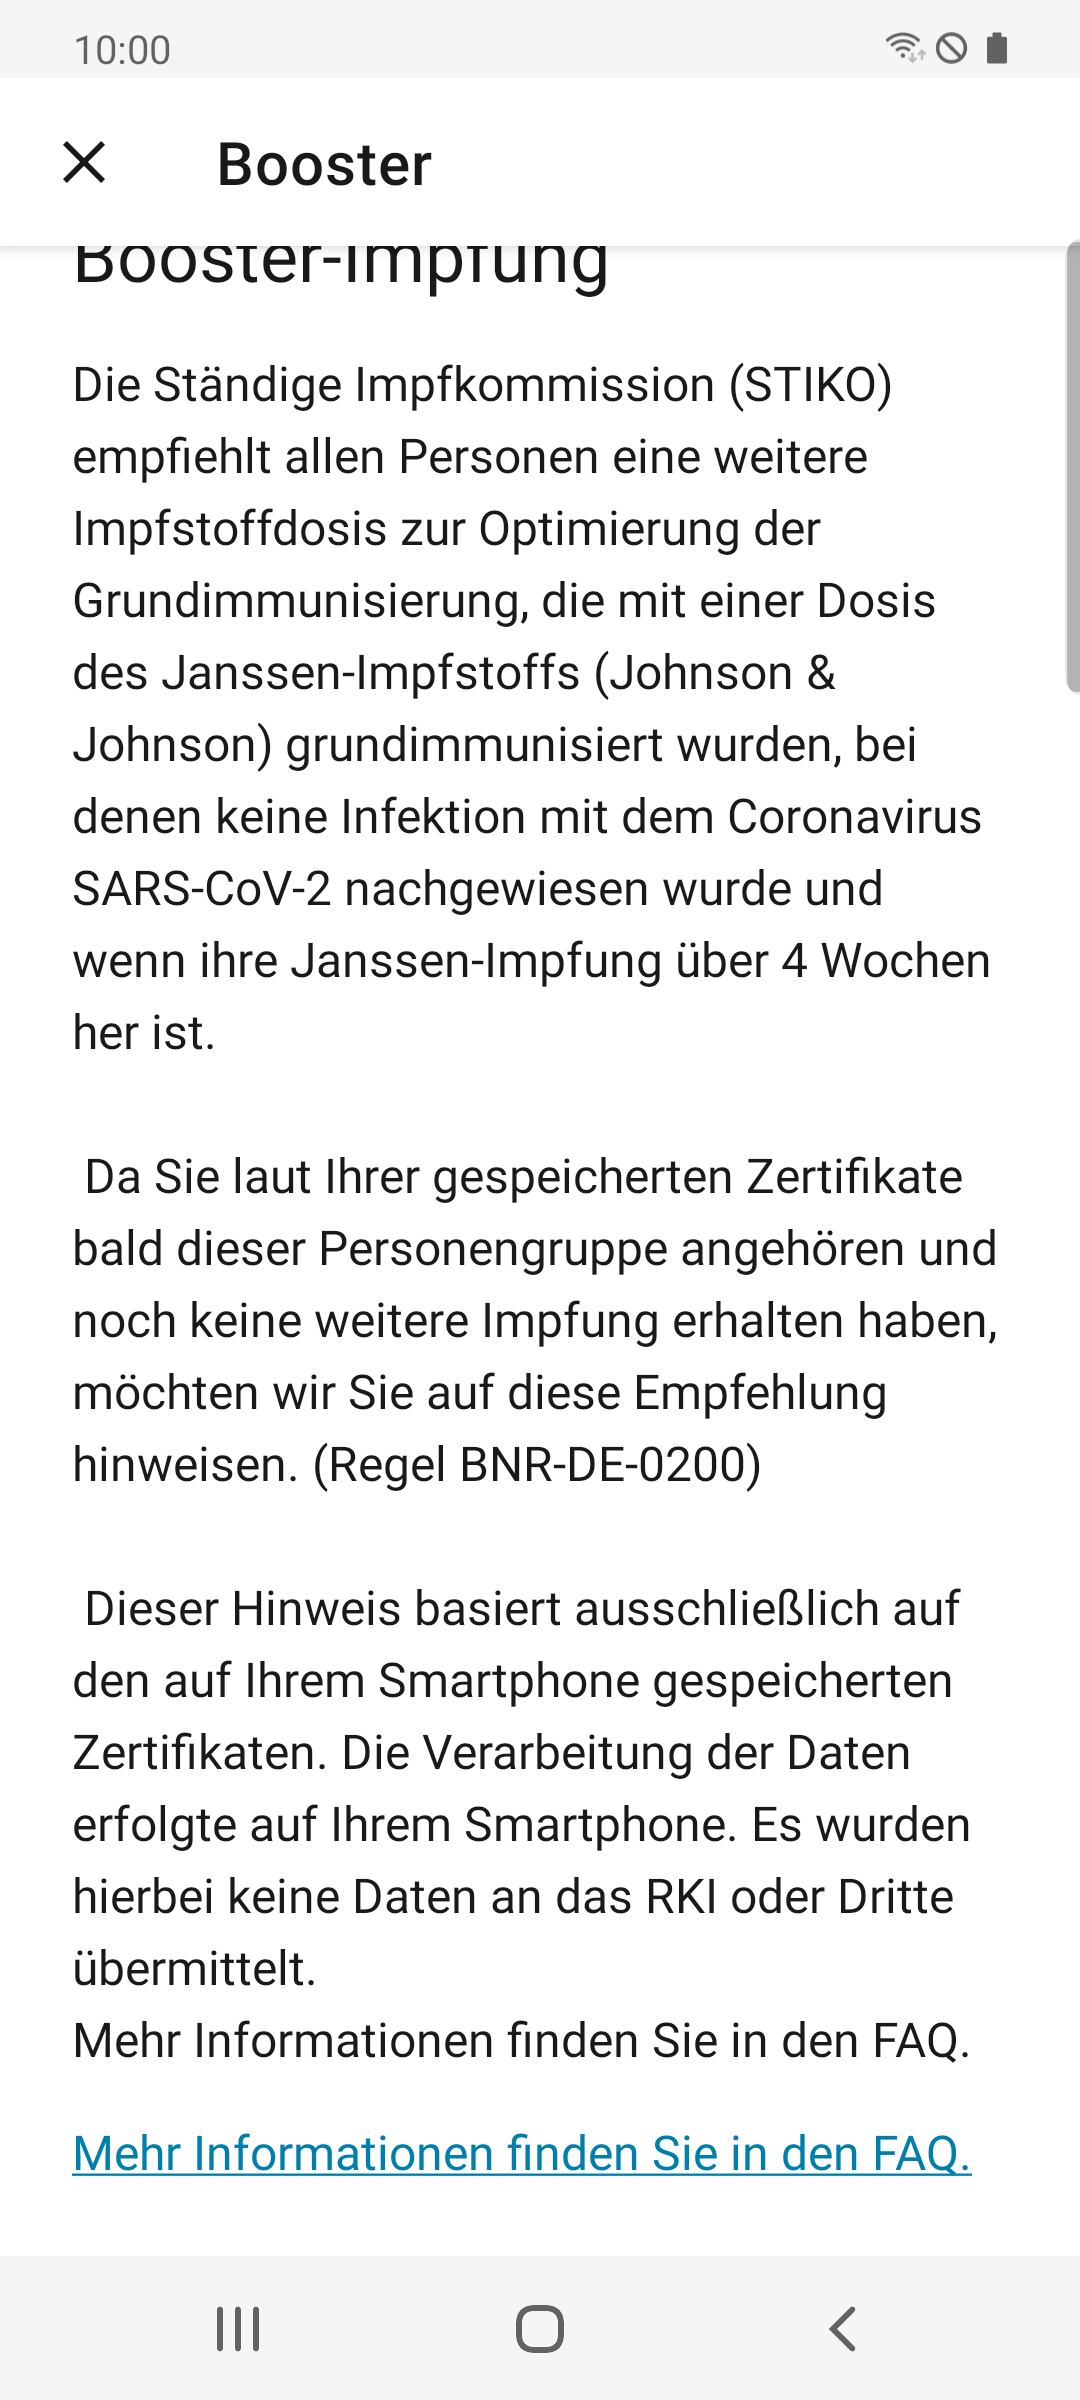 10:00
Booster
Booster-Impfung
Die Ständige Impfkommission (STIKO)
empfiehlt allen Personen eine weitere
Impfstoffdosis zur Optimierung der
Grundimmunisierung, die mit einer Dosis
des Janssen-Impfstoffs (Johnson &
Johnson) grundimmunisiert wurden, bei
denen keine Infektion mit dem Coronavirus
SARS-CoV-2 nachgewiesen wurde und
wenn ihre Janssen-Impfung über 4 Wochen
her ist.
Da Sie laut Ihrer gespeicherten Zertifikate
bald dieser Personengruppe angehören und
noch keine weitere Impfung erhalten haben,
möchten wir Sie auf diese Empfehlung
hinweisen. (Regel BNR-DE-0200)
Dieser Hinweis basiert ausschließlich auf
den auf Ihrem Smartphone gespeicherten
Zertifikaten. Die Verarbeitung der Daten
erfolgte auf Ihrem Smartphone. Es wurden
hierbei keine Daten an das RKI oder Dritte
übermittelt.
Mehr Informationen finden Sie in den FAQ.
Mehr Informationen finden Sie in den FAQ.